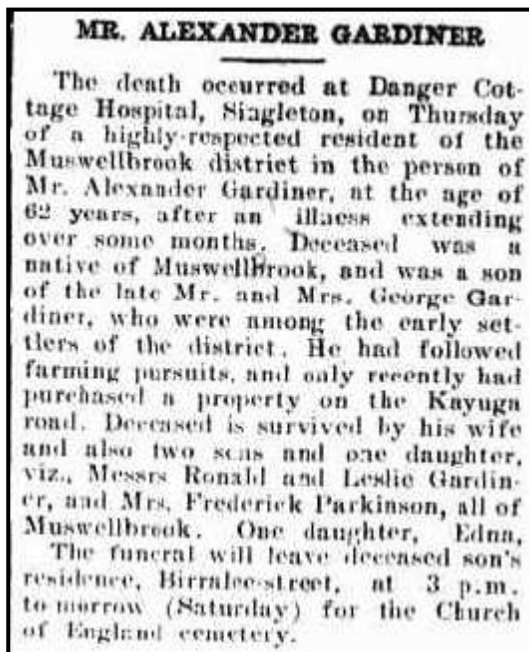 MR. ALEXANDER GARDINER
The death occurred at Danger Cot-
tage Hospital, Singleton, on Thursday
of a highly-respected resident of the
Muswellbrook district in the person of
Mr. Alexander Gardiner, at the age of
62 years, after an illness extending
over some months. Deceased was a
native of Muswellbrook, and was a son
of the late Mr. and Mrs. George Gar-
diner, who were among the early set-
tlers of the district. He had followed
farming pursuits, and only recently had
purchased a property on the Kayuga
road. Deceased is survived by his wife
and also two sons and one daughter,
viz., Messrs Ronald and Leslie Gardin-
er, and Mrs. Frederick Parkinson, all of
Muswellbrook. One daughter, Edna,
The funeral will leave deceased son's
residence, Birralee-street, at 3 p.m.
to-morrow (Saturday) for the Church
of England cemetery.